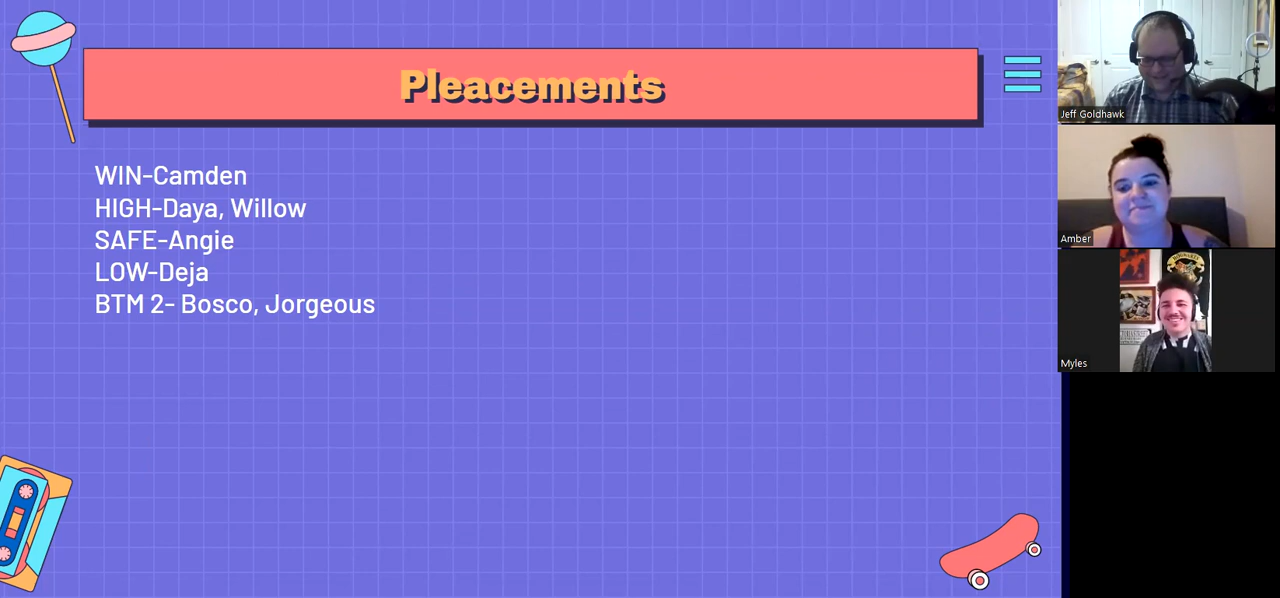 Pleacements
WIN-Camden
HIGH-Daya, Willow
SAFE-Angie
LOW-Deja
BTM 2- Bosco, Jorgeous
Jeff Goldhawk
Amber
Myles